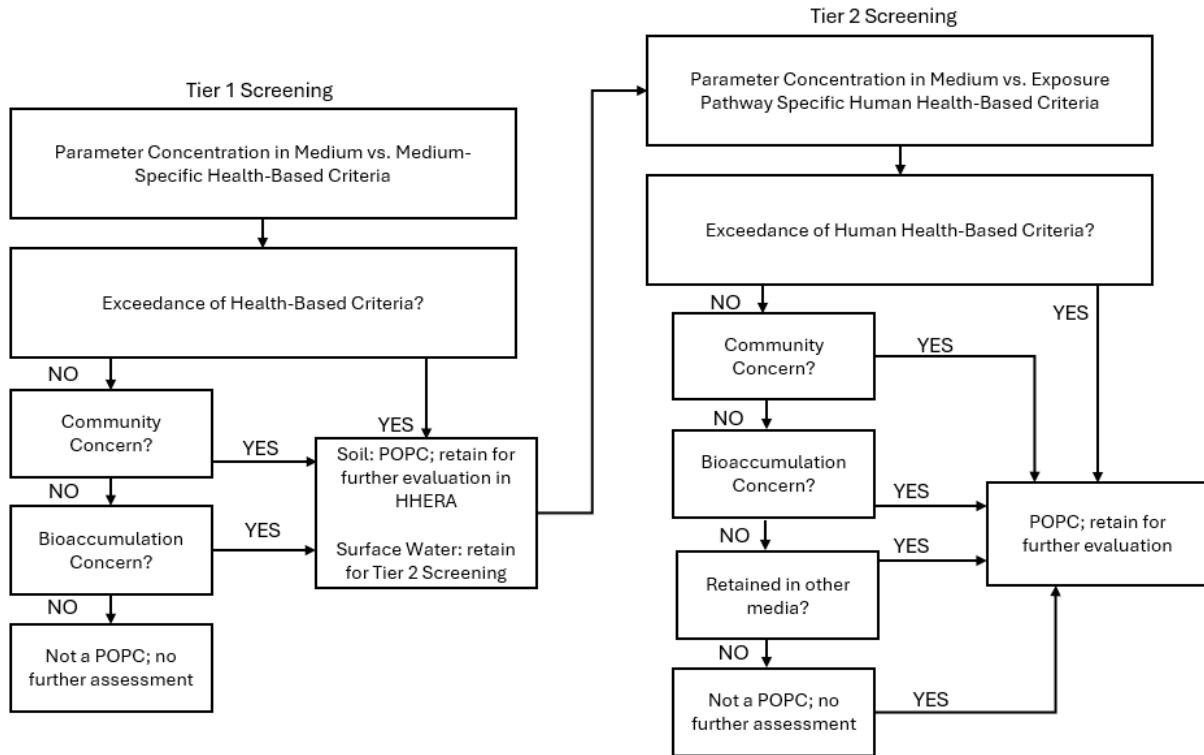 Tier 1 Screening
Parameter Concentration in Medium vs. Medium-
Specific Health-Based Criteria
Exceedance of Health-Based Criteria?
NO
YES
Community
Concern?
YES
NO
Bioaccumulation
Concern?
YES
NO
Not a POPC; no
further assessment
Soil: POPC; retain for
further evaluation in
HHERA
Surface Water: retain
for Tier 2 Screening
Tier 2 Screening
Parameter Concentration in Medium vs. Exposure
Pathway Specific Human Health-Based Criteria
Exceedance of Human Health-Based Criteria?
NO
YES
Community
Concern?
YES
NO
Bioaccumulation
Concern?
YES
NO
Retained in other
media?
YES
NO
Not a POPC; no
further assessment
YES
POPC; retain for
further evaluation